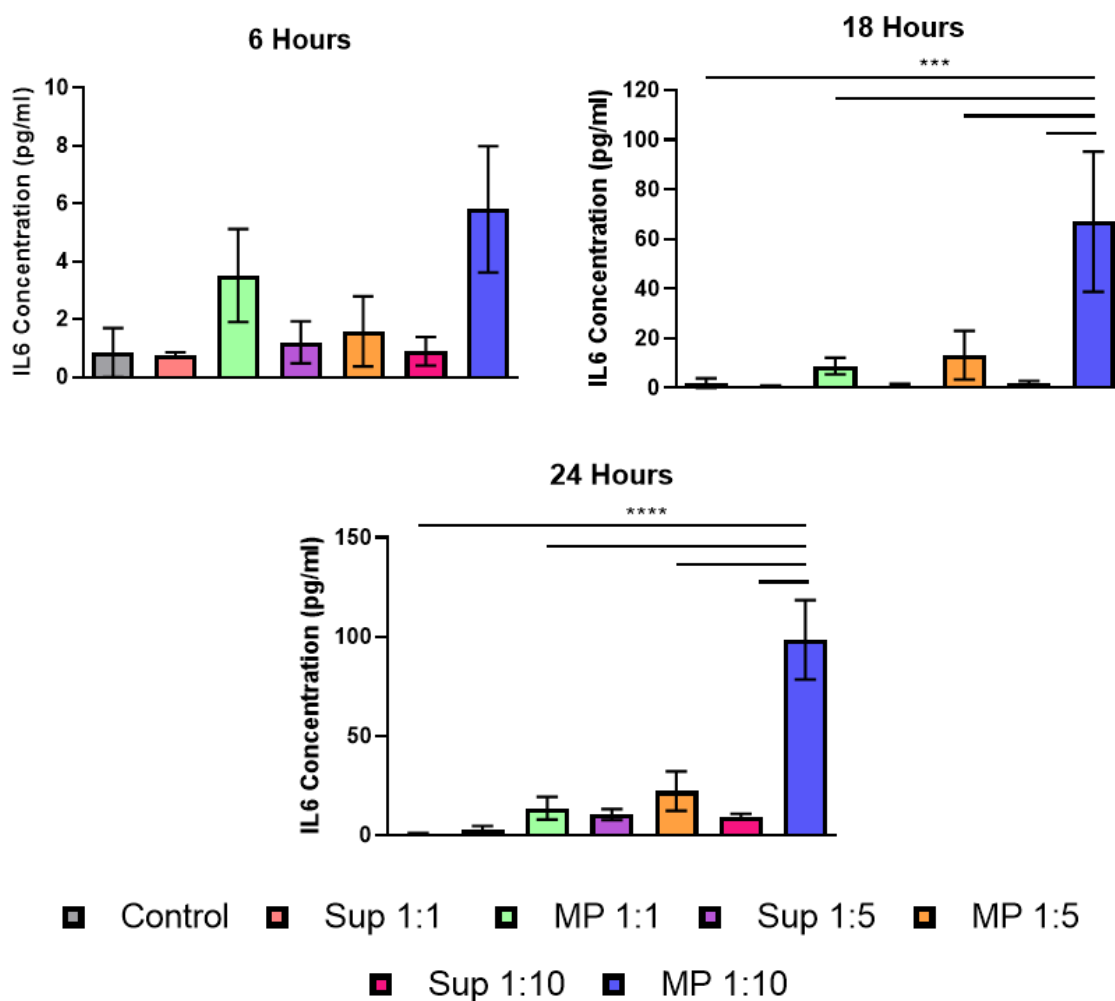 6 Hours
IL6 Concentration (pg/ml)
10
8
6
4
2
0
18 Hours
***
IL6 Concentration (pg/ml)
120
100
80
60
40
20
0
24 Hours
****
IL6 Concentration (pg/ml)
150
100
50
0
Control Sup 1:1 MP 1:1 Sup 1:5 MP 1:5
Sup 1:10 MP 1:10